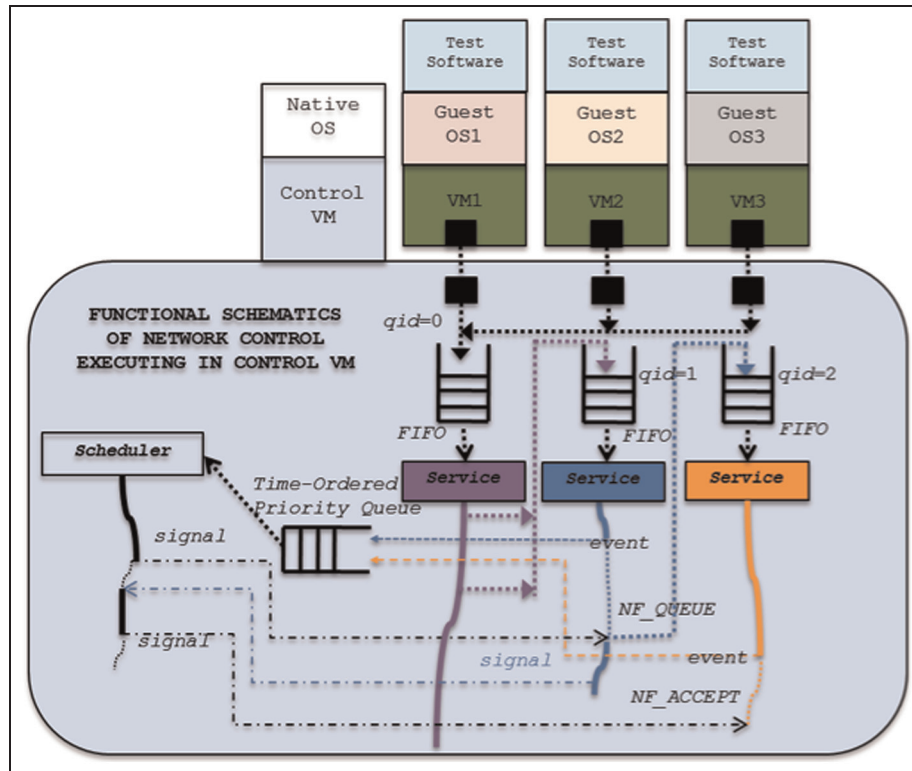 Test
Software
Test
Software
Test
Software
Native
OS
Guest
OS1
Guest
OS2
Guest
OS3
Control
VM
VM1
VM2
VM3
FUNCTIONAL SCHEMATICS
OF NETWORK CONTROL
EXECUTING IN CONTROL VM
qid=0
qid=1
qid=2
FIFO
FIFO
FIFO
Scheduler
Time-Ordered
Priority Queue
Service
Service
Service
signal
event
NF_QUEUE
signal
signal
event
NF_ACCEPT